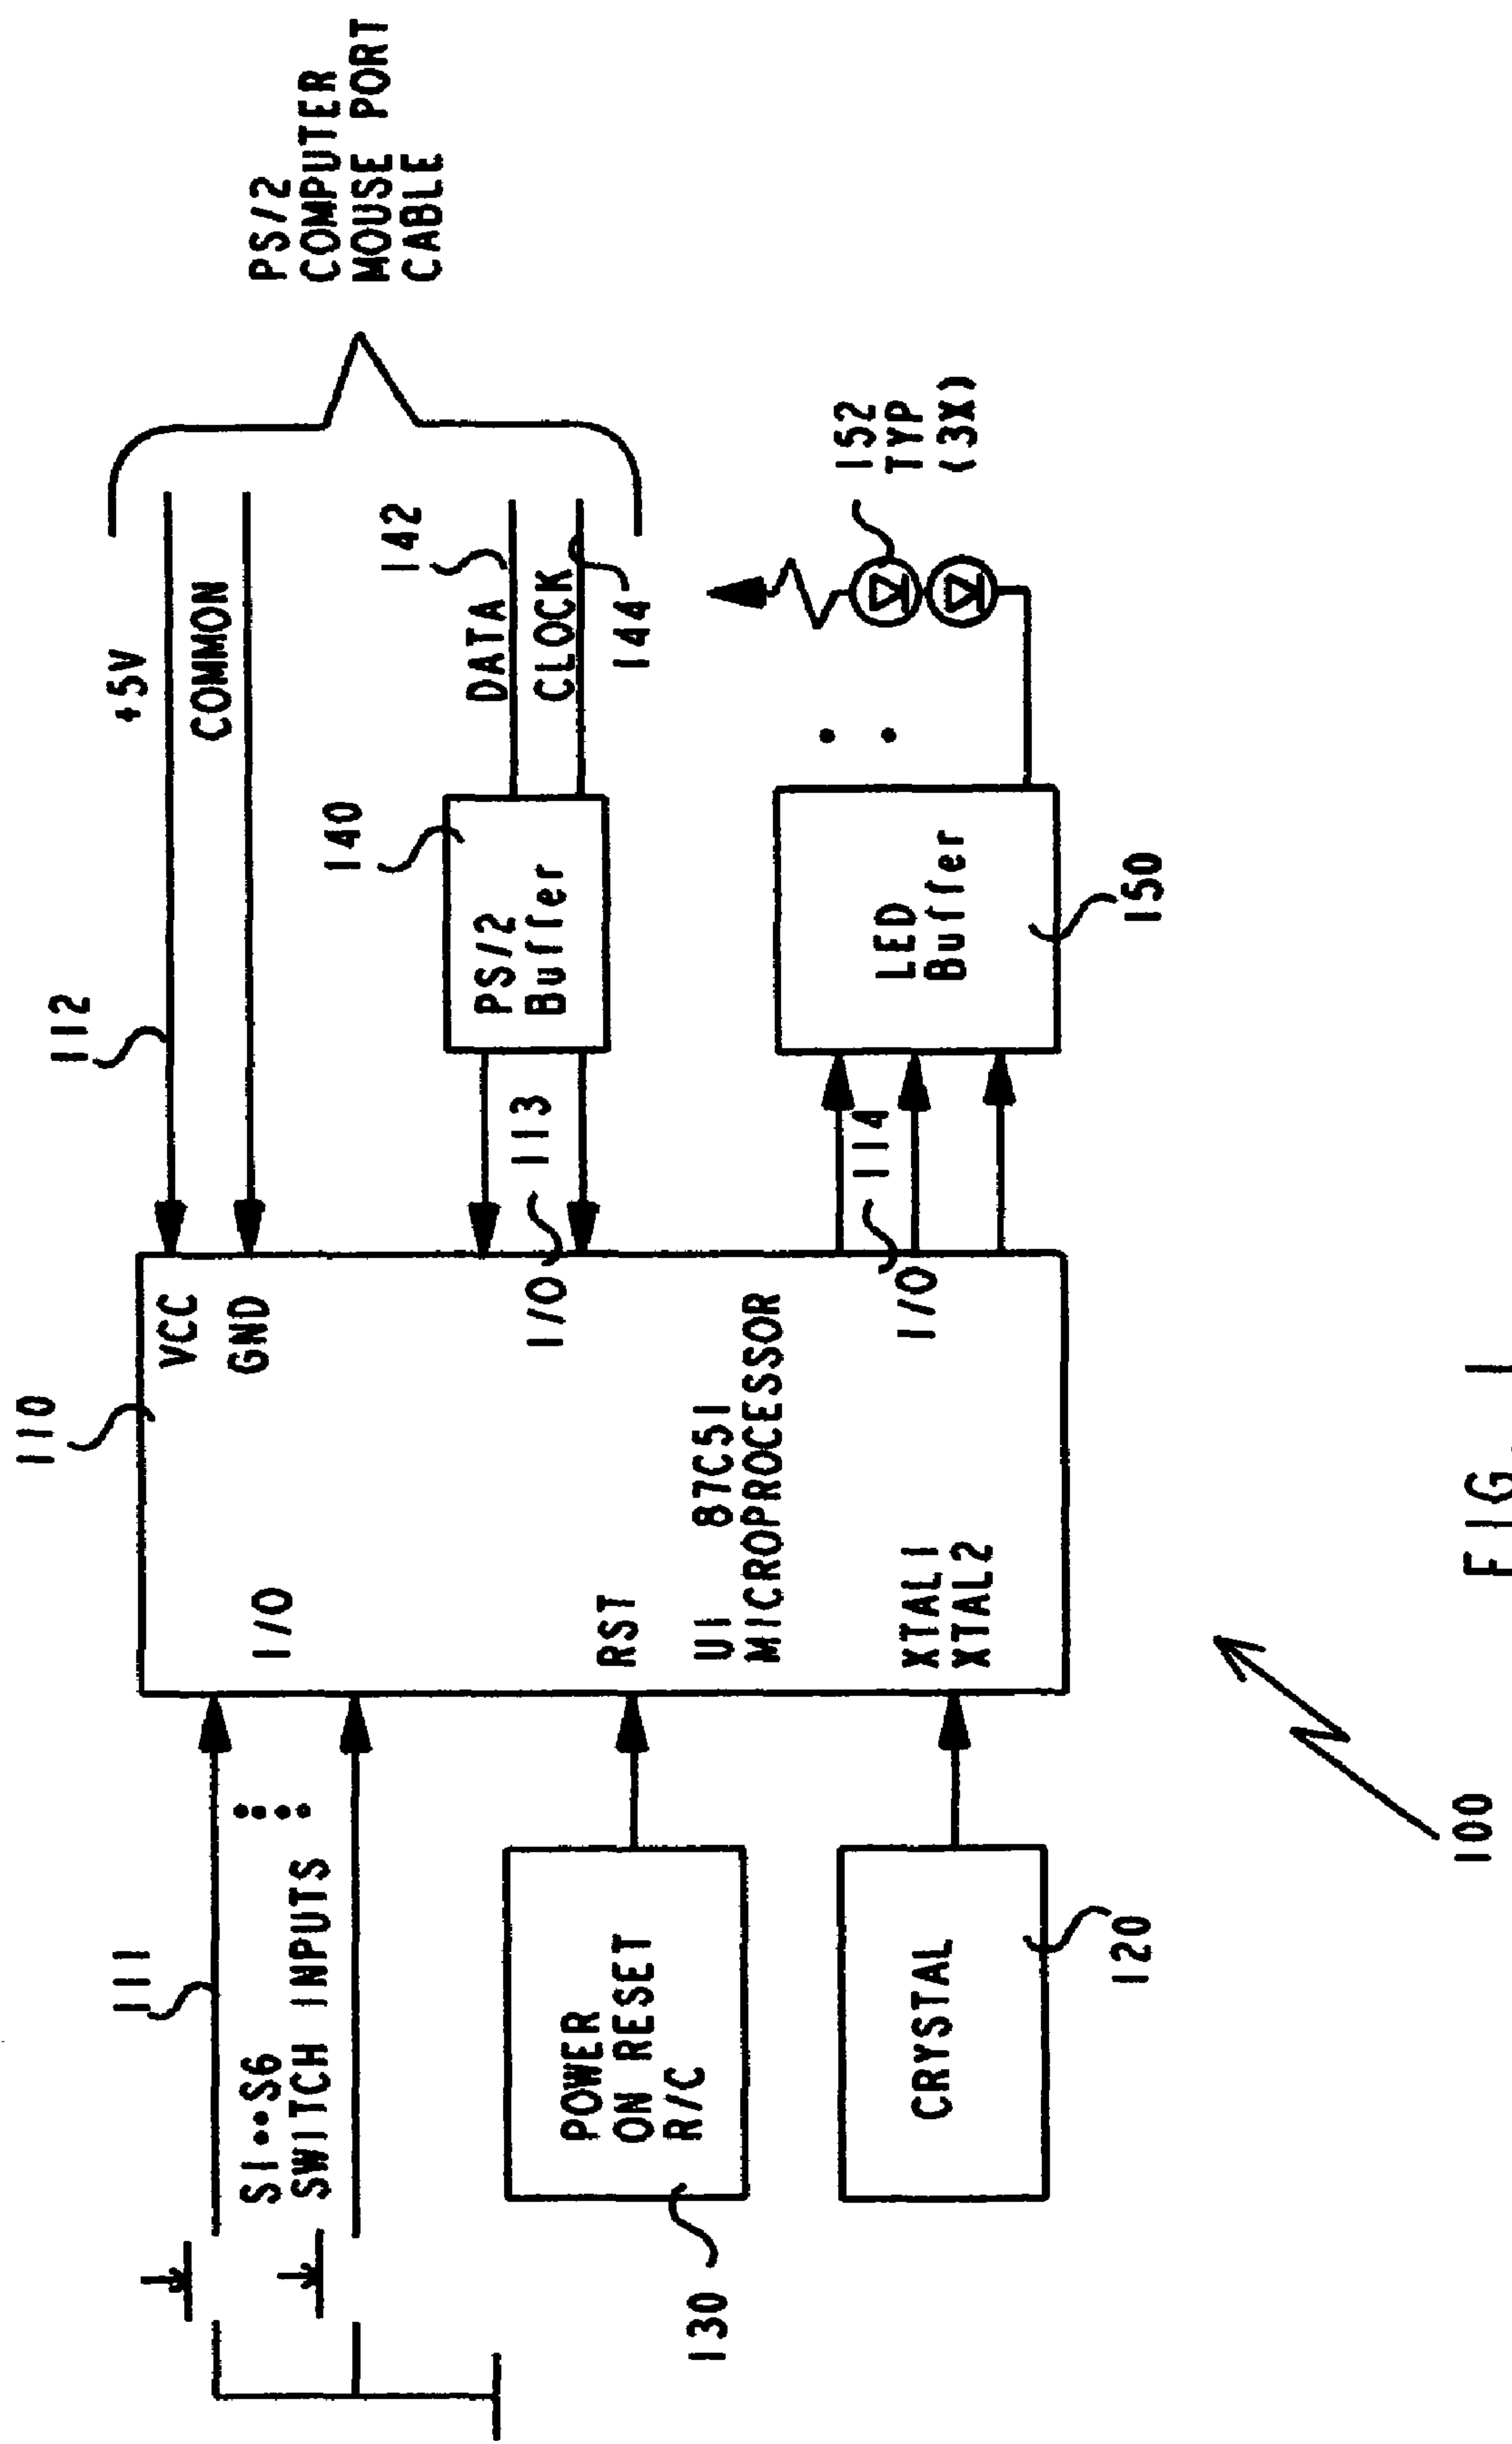 110
112
+5V
COMMON
PS/2
COMPUTER
MOUSE PORT
CABLE
111
S1••S6
SWITCH INPUTS
I/O
VCC
GND
140
142
DATA
CLOCK
144
PS/2
Buffer
113
I/O
130
POWER
ON RESET
R/C
RST
U1 87C51
MICROPROCESSOR
152
TYP
(3X)
114
I/O
LED
Buffer
150
CRYSTAL
120
XTAL1
XTAL2
100
FIG. 1